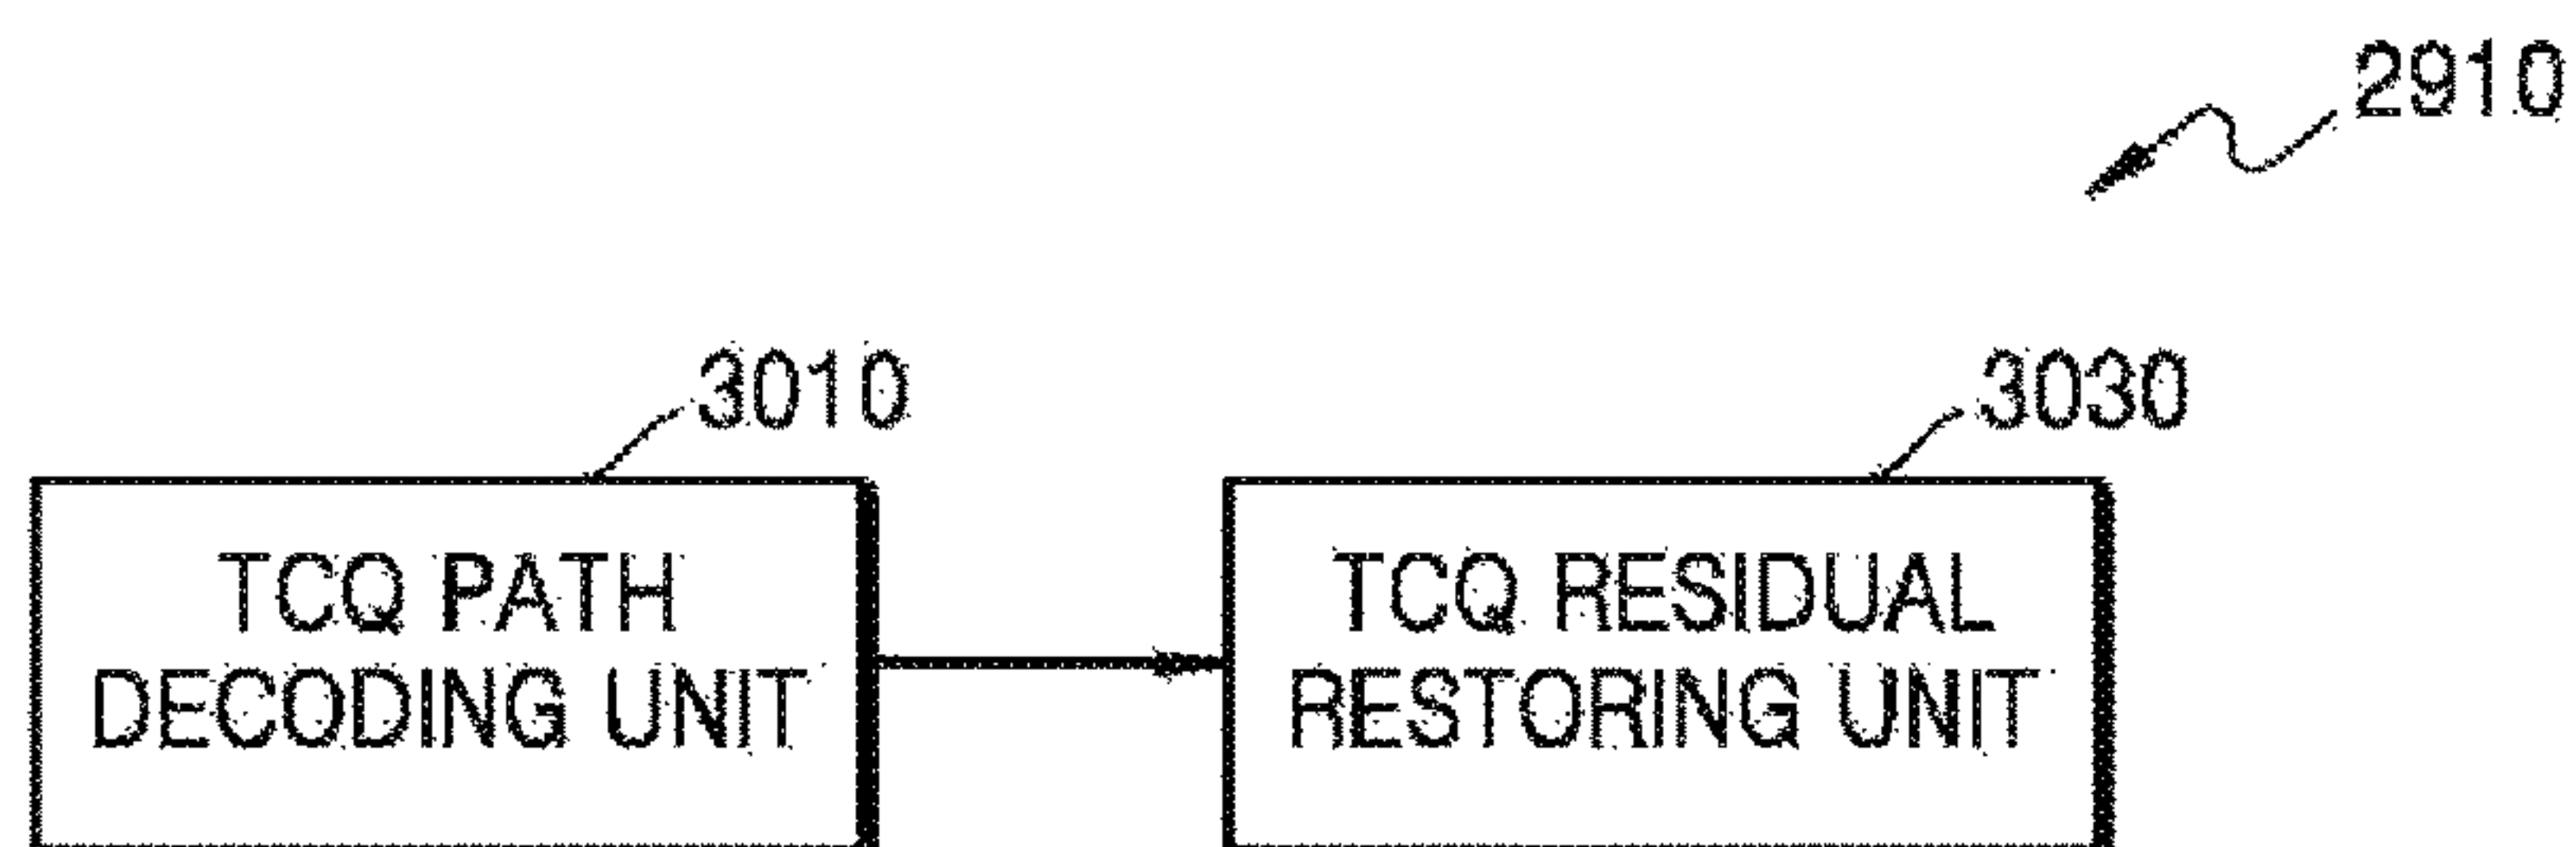 2910
3010
3030
TCQ PATH
DECODING UNIT
TCQ RESIDUAL
RESTORING UNIT